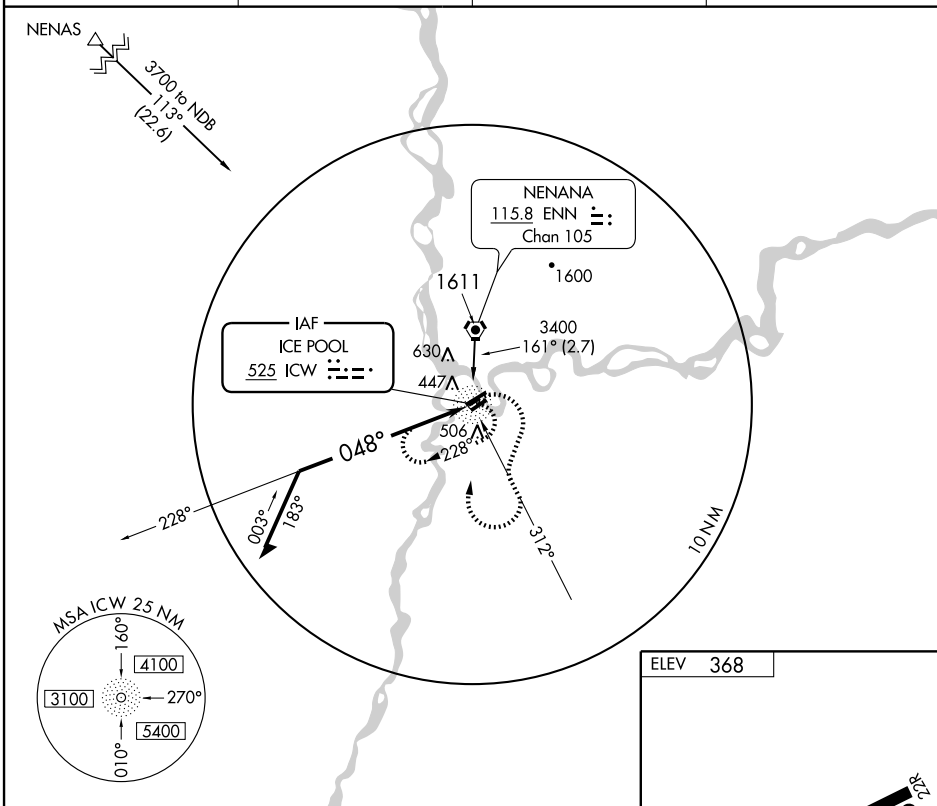 NENAS
3700 to NDB
113°
(22.6)
NENANA
115.8 ENN
Chan 105
1600
1611
3400
161° (2.7)
IAF
ICE POOL
525 ICW
630
447
506
228°
048°
228°
003°
183°
312°
10 NM
MSA ICW 25 NM
160°
4100
3100
270°
5400
010°
ELEV 368
22R